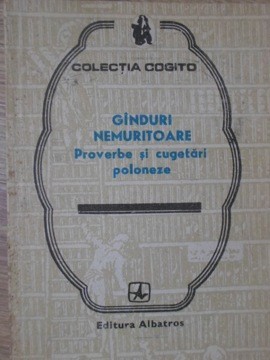 COLECȚIA COGITO
GÎNDURI
NEMURITOARE
Proverbe și cugetări
poloneze
Editura Albatros